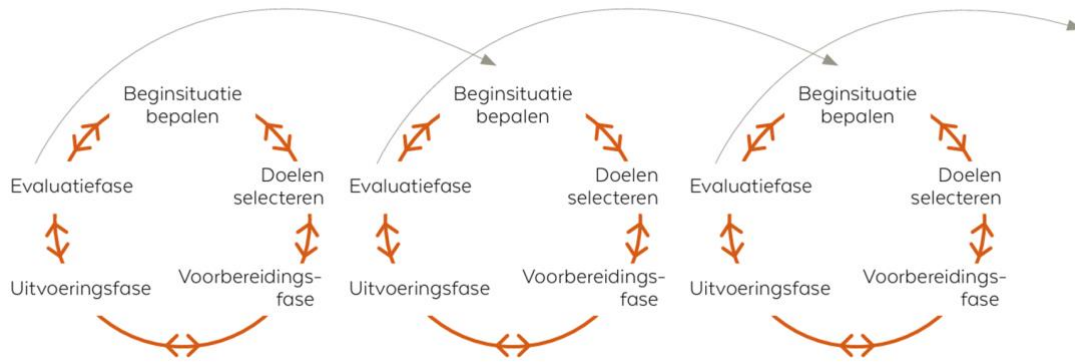 Beginsituatie
bepalen
Doelen
selecteren
Voorbereidings-
fase
Uitvoeringsfase
Evaluatiefase
Beginsituatie
bepalen
Doelen
selecteren
Voorbereidings-
fase
Uitvoeringsfase
Evaluatiefase
Beginsituatie
bepalen
Doelen
selecteren
Voorbereidings-
fase
Uitvoeringsfase
Evaluatiefase